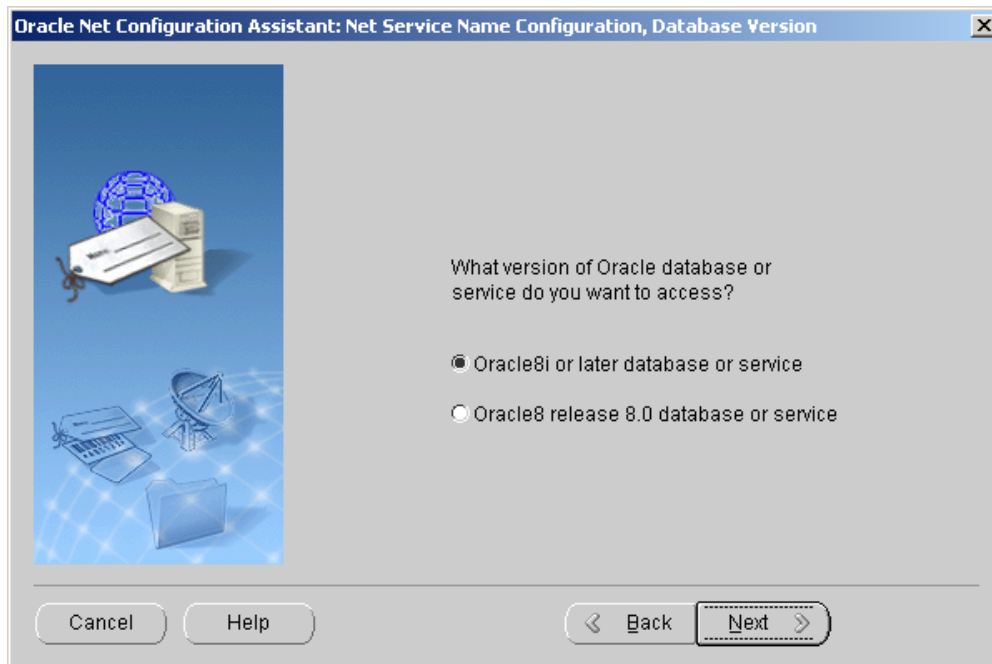 Oracle Net Configuration Assistant: Net Service Name Configuration, Database Version
What version of Oracle database or
service do you want to access?
Oracle8i or later database or service
Oracle8 release 8.0 database or service
Cancel
Help
Back
Next